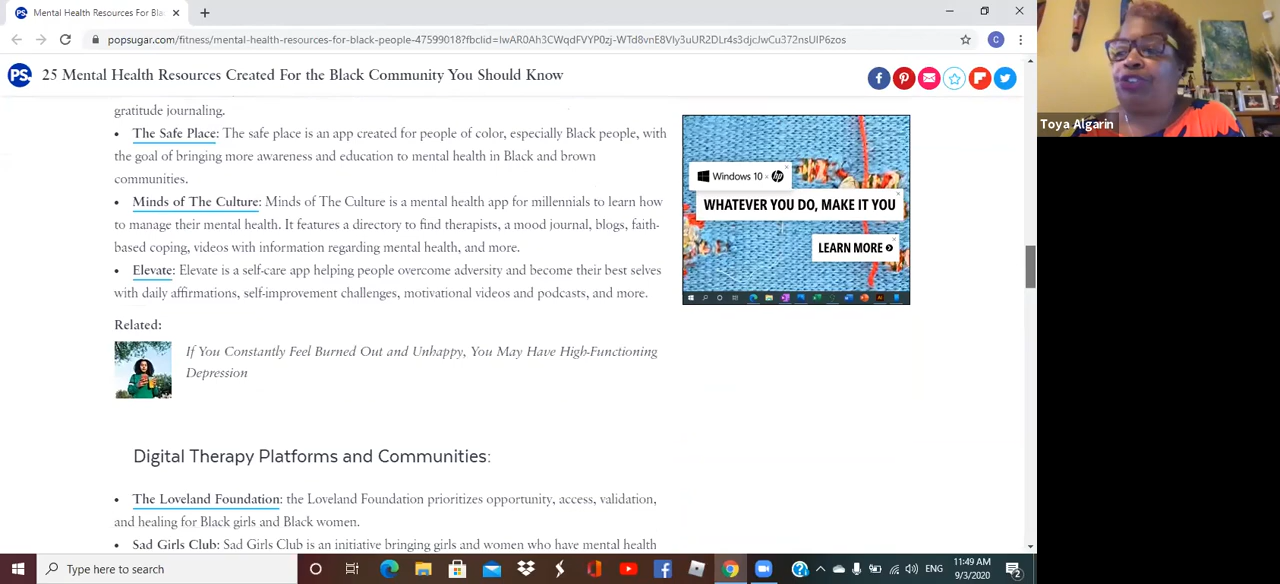 PS. Mental Health Resources For Bla
popsugar.com/fitness/mental-health-resources-for-black-people-47599018?fbclid=IwAR0Ah3CWqdFVYP0zj-WTd8vnE8Vly3uUR2DLr4s3djcJwCu372nsUIP6zos
C
PS. 25 Mental Health Resources Created For the Black Community You Should Know
gratitude journaling.
• The Safe Place: The safe place is an app created for people of color, especially Black people, with
the goal of bringing more awareness and education to mental health in Black and brown
communities.
• Minds of The Culture: Minds of The Culture is a mental health app for millennials to learn how
to manage their mental health. It features a directory to find therapists, a mood journal, blogs, faith-
based coping, videos with information regarding mental health, and more.
• Elevate: Elevate is a self-care app helping people overcome adversity and become their best selves
with daily affirmations, self-improvement challenges, motivational videos and podcasts, and more.
Related:
If You Constantly Feel Burned Out and Unhappy, You May Have High-Functioning
Depression
Digital Therapy Platforms and Communities:
• The Loveland Foundation: the Loveland Foundation prioritizes opportunity, access, validation,
and healing for Black girls and Black women.
• Sad Girls Club: Sad Girls Club is an initiative bringing girls and women who have mental health
Windows 10 hp
WHATEVER YOU DO, MAKE IT YOU
LEARN MORE
Toya Algarin
Type here to search
ENG
11:49 AM
9/3/2020
2